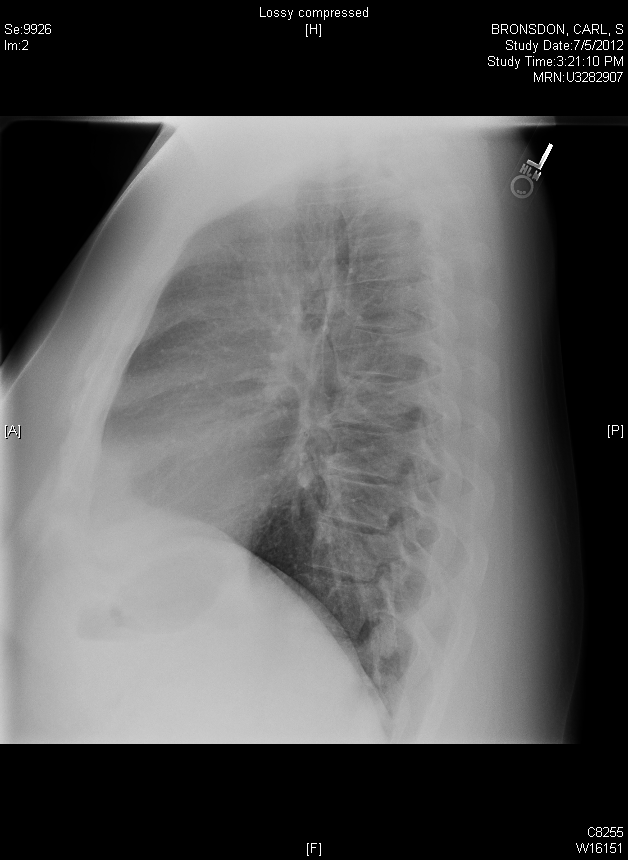 Lossy compressed
Se:9926
[H]
BRONSDON, CARL, S
Im:2
Study Date:7/5/2012
Study Time:3:21:10 PM
MRN:U3282907
L
HLM
[A]
[P]
C8255
[F]
W16151